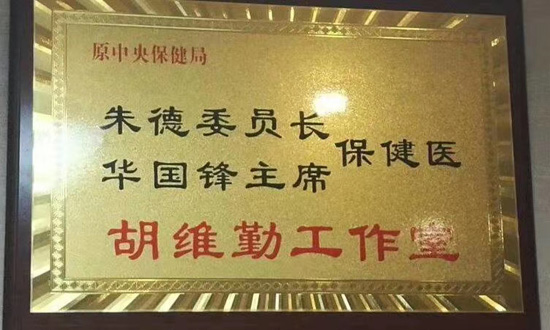 原中央保健局
朱德委员长
华国锋主席
保健医
胡维勤工作室